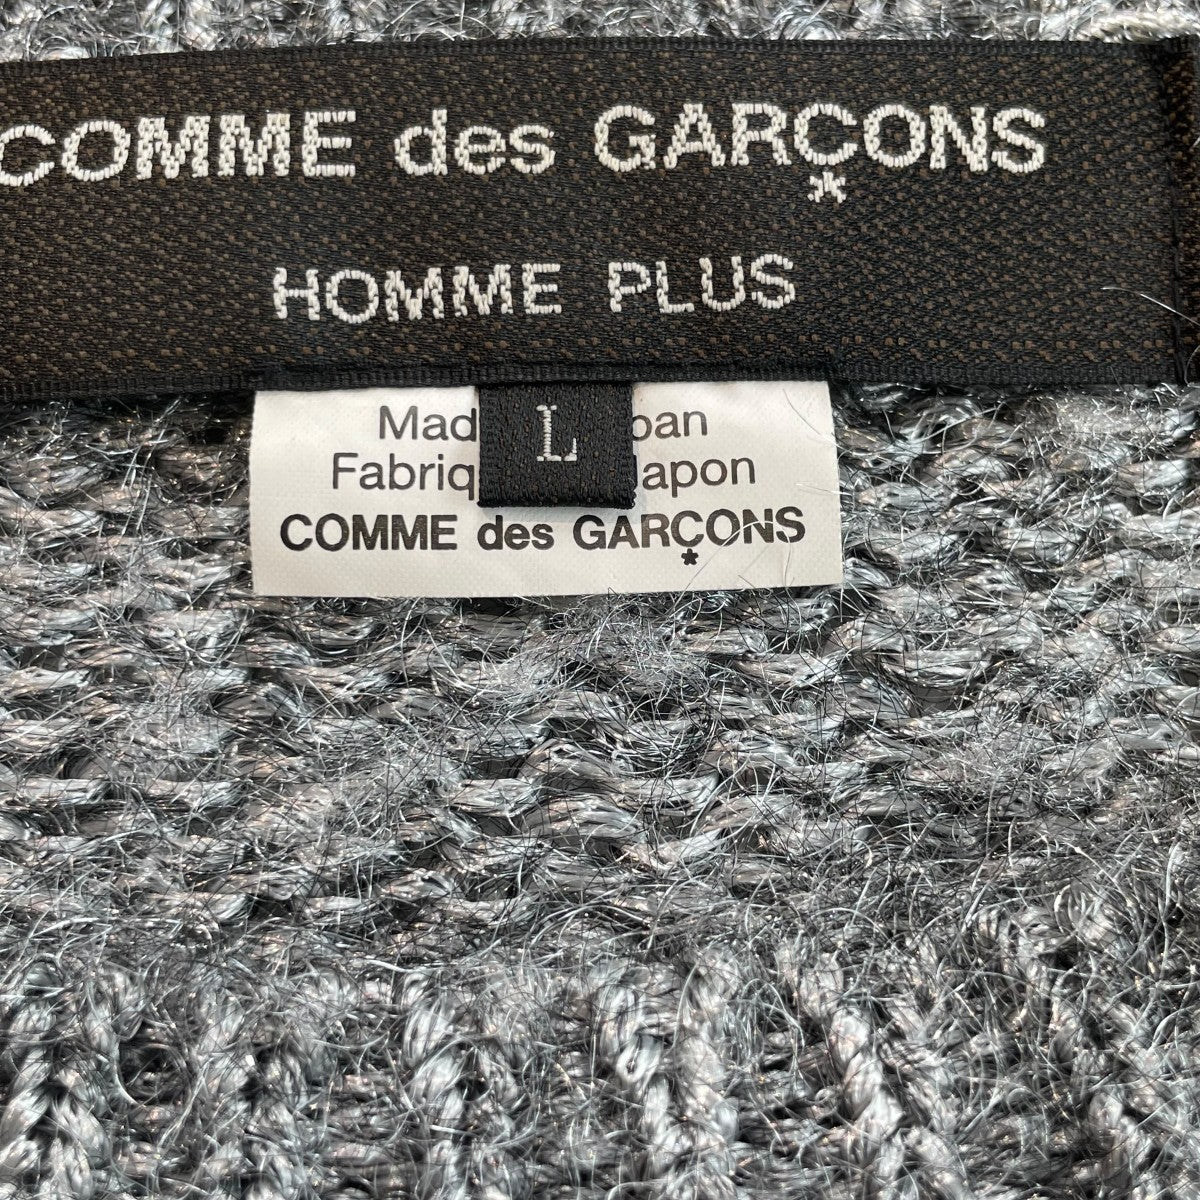 COMME des GARÇONS
HOMME PLUS
L
Mad pan
Fabriq apon
COMME des GARÇONS